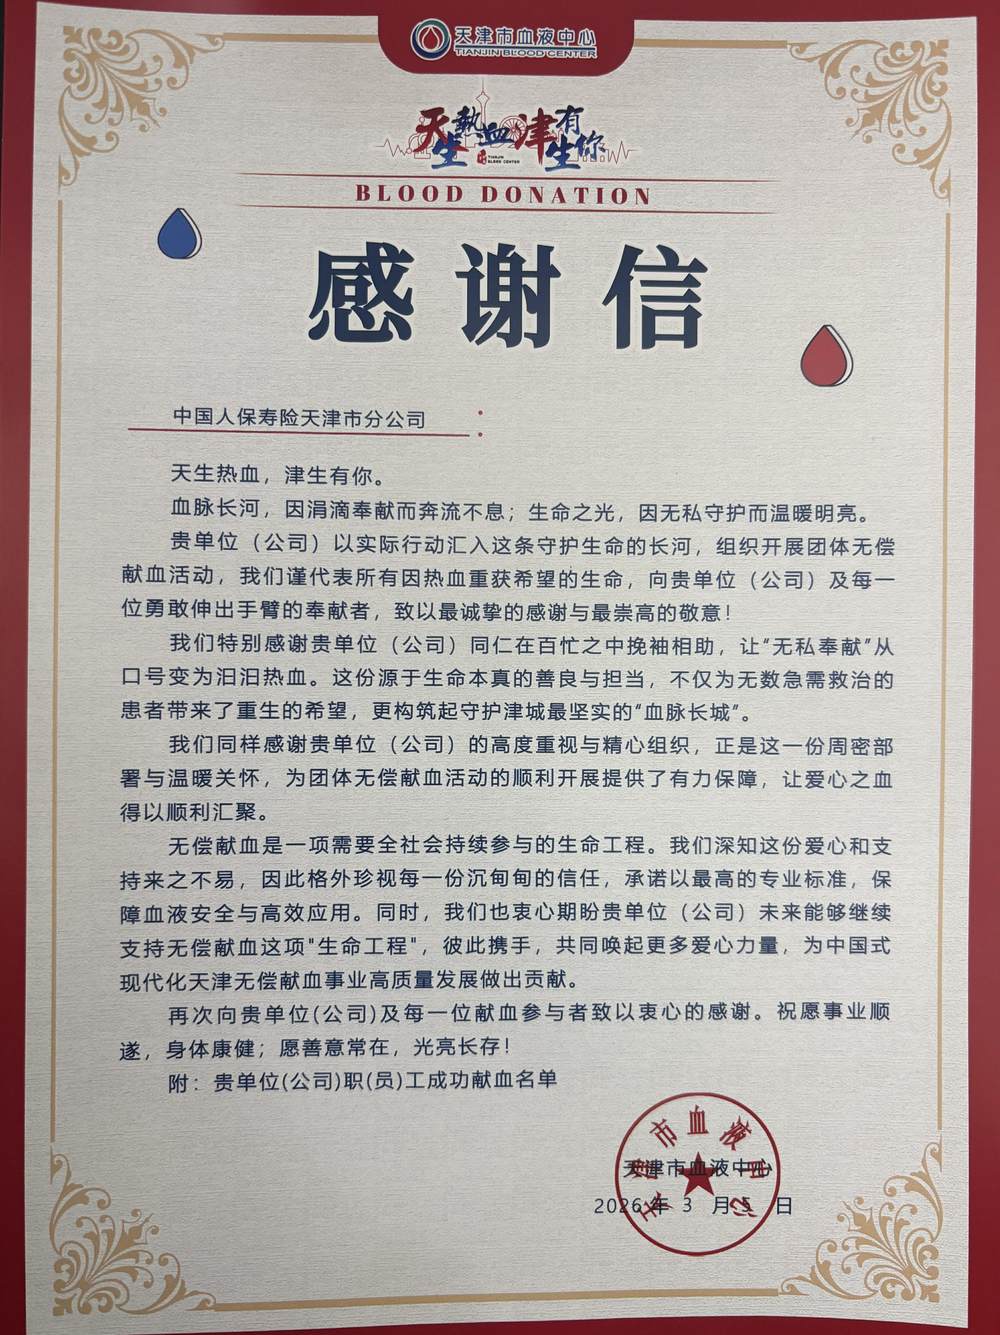 天津市血液中心
TIANJIN BLOOD CENTER
天生熱血 津生有你
TIANJIN
BLOOD CENTER
BLOOD DONATION
感谢信
中国人保寿险天津市分公司：
天生热血，津生有你。
血脉长河，因涓滴奉献而奔流不息；生命之光，因无私守护而温暖明亮。
贵单位（公司）以实际行动汇入这条守护生命的长河，组织开展团体无偿
献血活动，我们谨代表所有因热血重获希望的生命，向贵单位（公司）及每一
位勇敢伸出手臂的奉献者，致以最诚挚的感谢与最崇高的敬意！
我们特别感谢贵单位（公司）同仁在百忙之中挽袖相助，让“无私奉献”从
口号变为汩汩热血。这份源于生命本真的善良与担当，不仅为无数急需救治的
患者带来了重生的希望，更构筑起守护津城最坚实的“血脉长城”。
我们同样感谢贵单位（公司）的高度重视与精心组织，正是这一份周密部
署与温暖关怀，为团体无偿献血活动的顺利开展提供了有力保障，让爱心之血
得以顺利汇聚。
无偿献血是一项需要全社会持续参与的生命工程。我们深知这份爱心和支
持来之不易，因此格外珍视每一份沉甸甸的信任，承诺以最高的专业标准，保
障血液安全与高效应用。同时，我们也衷心期盼贵单位（公司）未来能够继续
支持无偿献血这项"生命工程"，彼此携手，共同唤起更多爱心力量，为中国式
现代化天津无偿献血事业高质量发展做出贡献。
再次向贵单位(公司)及每一位献血参与者致以衷心的感谢。祝愿事业顺
遂，身体康健；愿善意常在，光亮长存！
附：贵单位(公司)职(员)工成功献血名单
天津市血液中心
天津市血液中心
2026 年 3 月 5 日